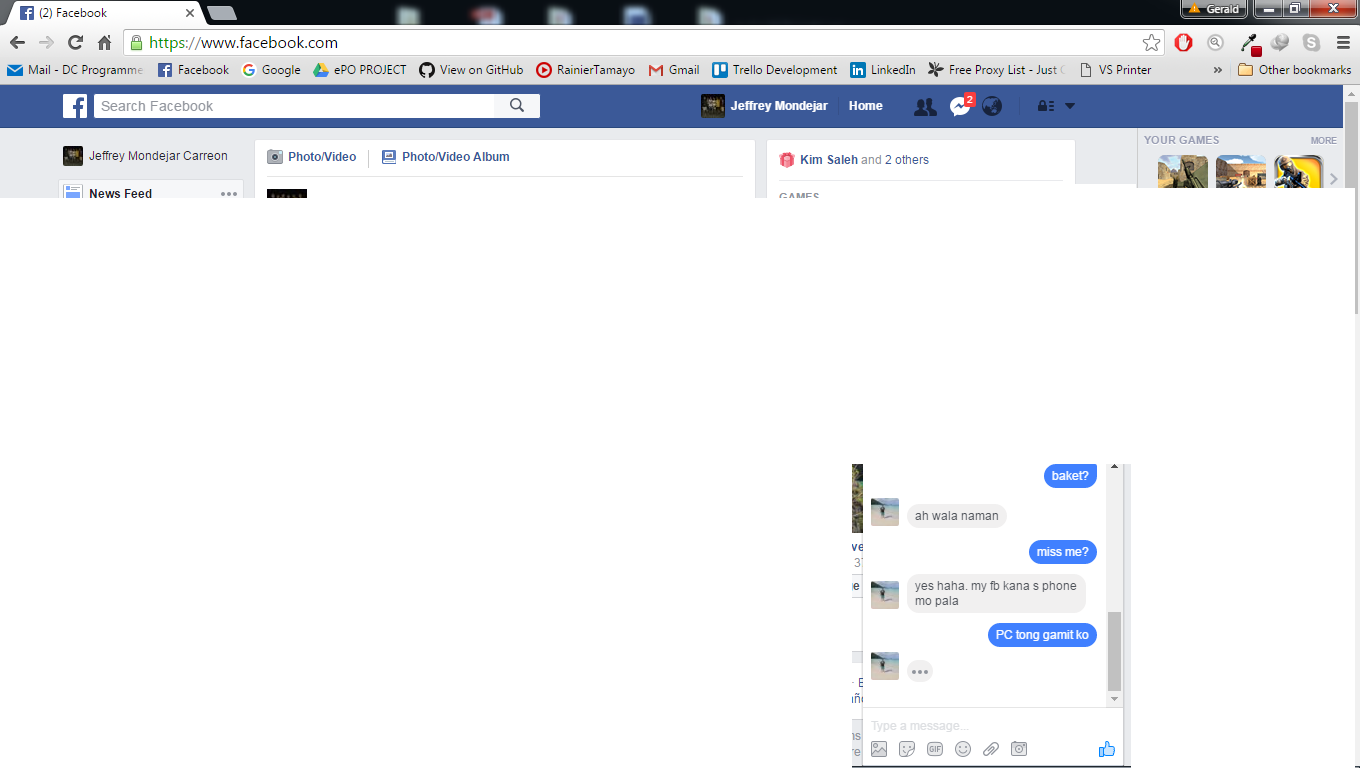 (2) Facebook
Gerald
https://www.facebook.com
Mail - DC Programme
Facebook
Google
ePO PROJECT
View on GitHub
RainierTamayo
Gmail
Trello Development
LinkedIn
Free Proxy List - Just
VS Printer
»
Other bookmarks
Search Facebook
Jeffrey Mondejar
Home
2
Jeffrey Mondejar Carreon
News Feed
Photo/Video
Photo/Video Album
Kim Saleh and 2 others
GAMES
YOUR GAMES
MORE
baket?
ah wala naman
miss me?
yes haha. my fb kana s phone
mo pala
PC tong gamit ko
Type a message...
GIF